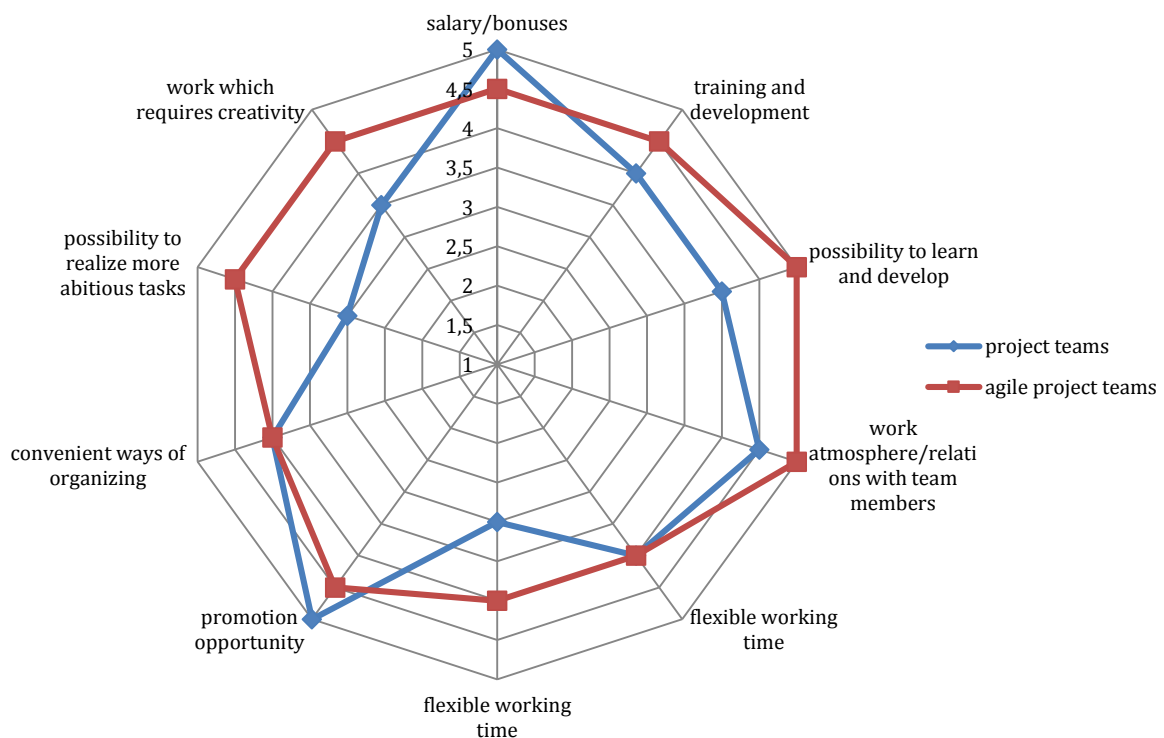 salary/bonuses
5
4,5
4
3,5
3
2,5
2
1,5
1
training and
development
possibility to learn
and develop
work
atmosphere/relati
ons with team
members
flexible working
time
flexible working
time
promotion
opportunity
convenient ways of
organizing
possibility to
realize more
abitious tasks
work which
requires creativity
project teams
agile project teams